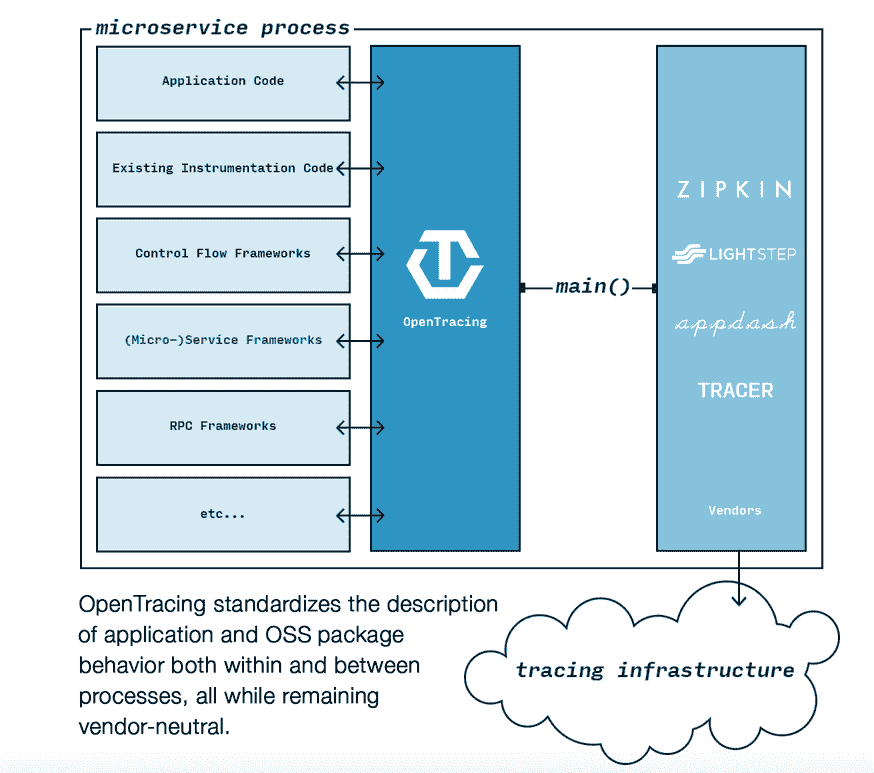 microservice process
Application Code
Existing Instrumentation Code
Control Flow Frameworks
(Micro-)Service Frameworks
RPC Frameworks
etc...
OpenTracing
main()
ZIPKIN
LIGHTSTEP
appdash
TRACER
Vendors
OpenTracing standardizes the description
of application and OSS package
behavior both within and between
processes, all while remaining
vendor-neutral.
tracing infrastructure